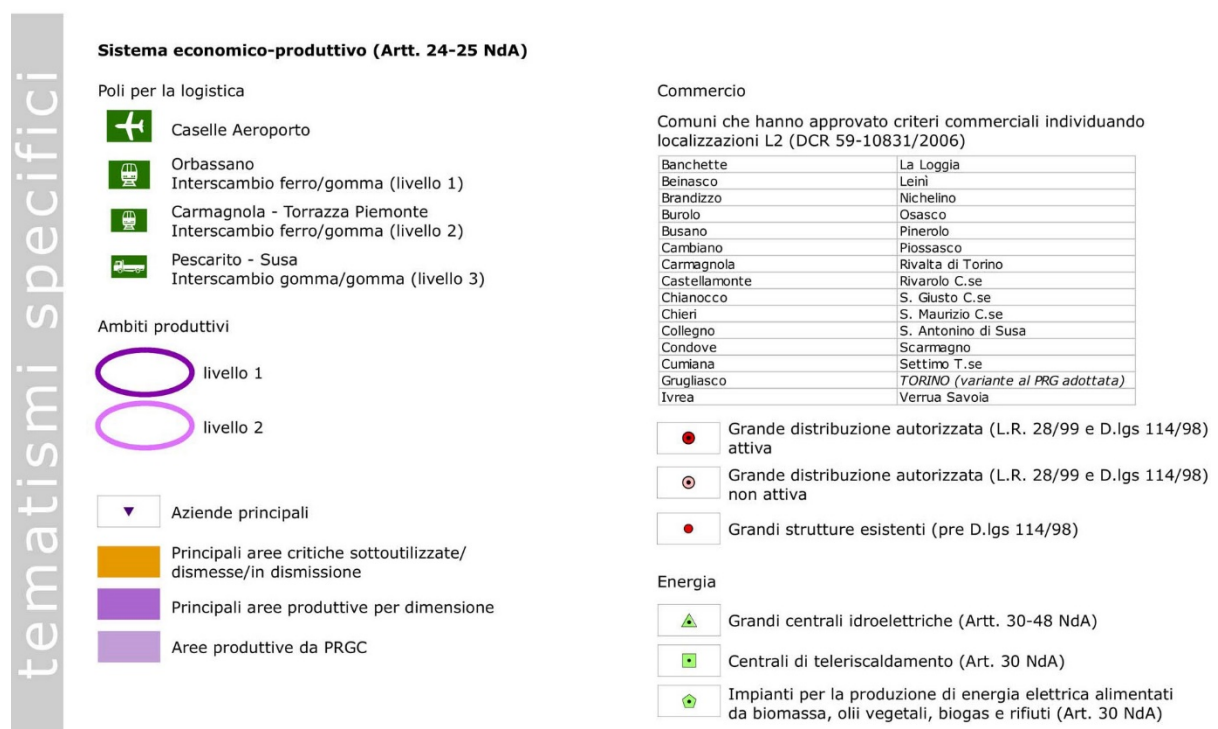 tematismi specifici
Sistema economico-produttivo (Artt. 24-25 NdA)
Poli per la logistica
Caselle Aeroporto
Orbassano
Interscambio ferro/gomma (livello 1)
Carmagnola - Torrazza Piemonte
Interscambio ferro/gomma (livello 2)
Pescarito - Susa
Interscambio gomma/gomma (livello 3)
Ambiti produttivi
livello 1
livello 2
Aziende principali
Principali aree critiche sottoutilizzate/
dismesse/in dismissione
Principali aree produttive per dimensione
Aree produttive da PRGC
Commercio
Comuni che hanno approvato criteri commerciali individuando
localizzazioni L2 (DCR 59-10831/2006)
Banchette La Loggia
Beinasco Leinì
Brandizzo Nichelino
Burolo Osasco
Busano Pinerolo
Cambiano Piossasco
Carmagnola Rivalta di Torino
Castellamonte Rivarolo C.se
Chianocco S. Giusto C.se
Chieri S. Maurizio C.se
Collegno S. Antonino di Susa
Condove Scarmagno
Cumiana Settimo T.se
Grugliasco TORINO (variante al PRG adottata)
Ivrea Verrua Savoia
Grande distribuzione autorizzata (L.R. 28/99 e D.lgs 114/98)
attiva
Grande distribuzione autorizzata (L.R. 28/99 e D.lgs 114/98)
non attiva
Grandi strutture esistenti (pre D.lgs 114/98)
Energia
Grandi centrali idroelettriche (Artt. 30-48 NdA)
Centrali di teleriscaldamento (Art. 30 NdA)
Impianti per la produzione di energia elettrica alimentati
da biomassa, olii vegetali, biogas e rifiuti (Art. 30 NdA)